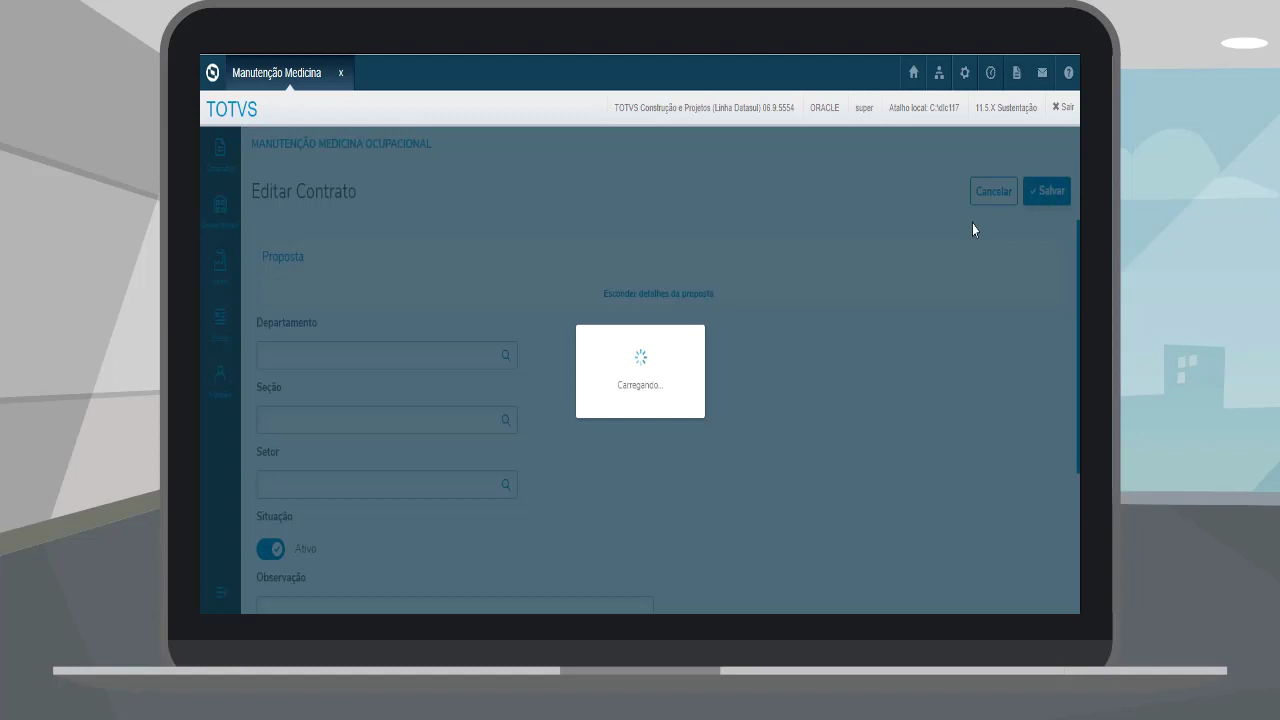 Manutenção Medicina x
TOTVS TOTVS Construção e Projetos (Linha Datasul) 06.9.5554 ORACLE super Atalho local: C:\dlc117 11.5.X Sustentação Sair
MANUTENÇÃO MEDICINA OCUPACIONAL
Editar Contrato
Cancelar Salvar
Proposta
Esconder detalhes da proposta
Departamento
Carregando...
Seção
Setor
Situação
Ativo
Observação